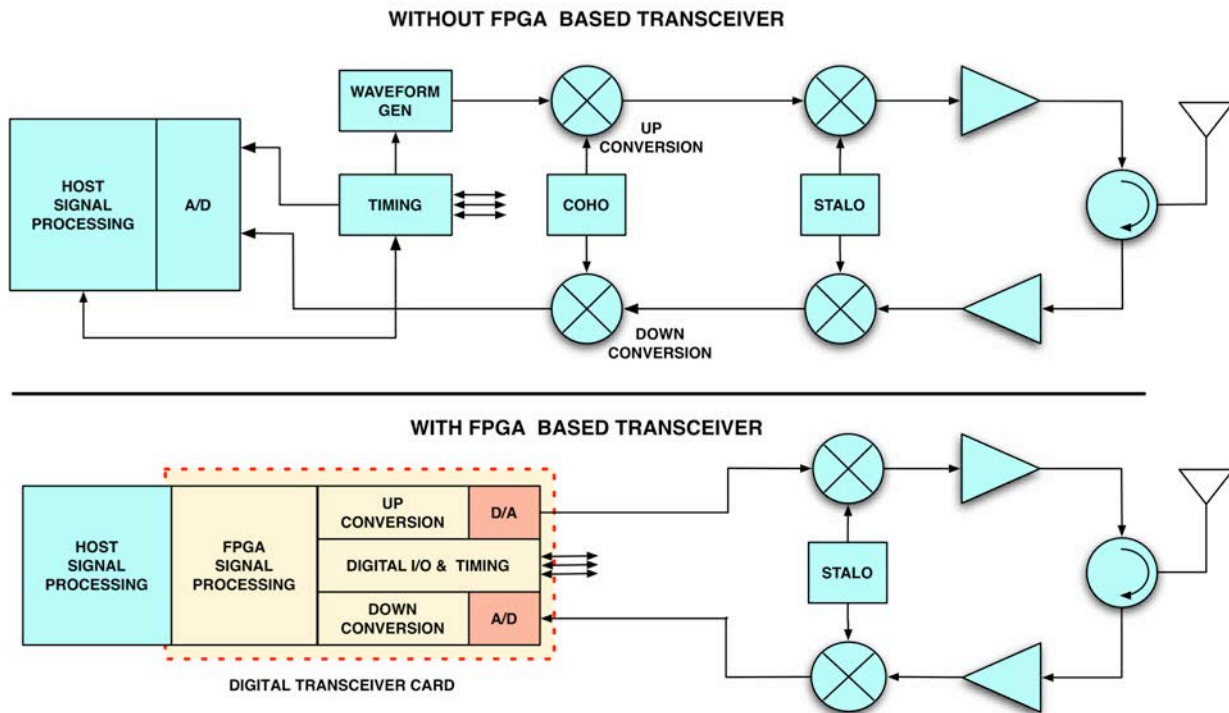 WITHOUT FPGA BASED TRANSCEIVER
WAVEFORM
GEN
UP
CONVERSION
HOST
SIGNAL
PROCESSING
A/D
TIMING
COHO
STALO
DOWN
CONVERSION
WITH FPGA BASED TRANSCEIVER
HOST
SIGNAL
PROCESSING
FPGA
SIGNAL
PROCESSING
UP
CONVERSION
D/A
DIGITAL I/O & TIMING
DOWN
CONVERSION
A/D
STALO
DIGITAL TRANSCEIVER CARD